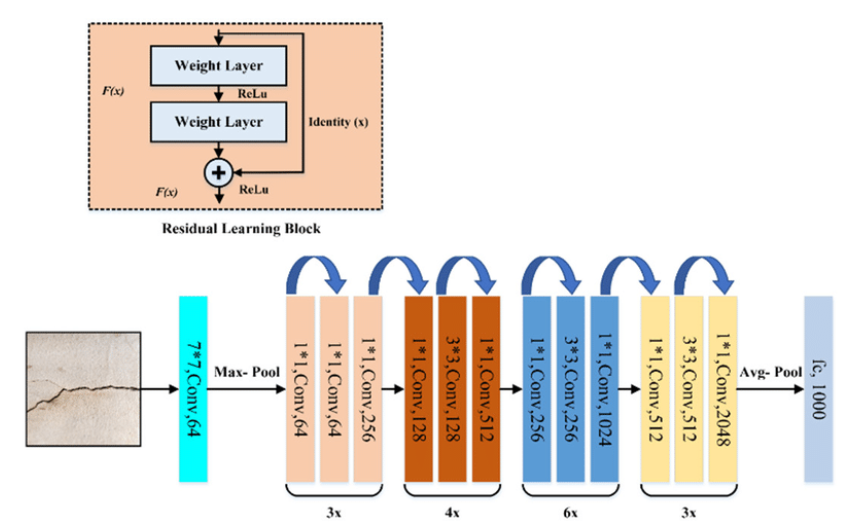 Weight Layer
F(x)
ReLu
Weight Layer
Identity (x)
+
F(x)
ReLu
Residual Learning Block
7*7,Conv,64
Max- Pool
1*1,Conv,64
1*1,Conv,64
1*1,Conv,256
1*1,Conv,128
3*3,Conv,128
1*1,Conv,512
1*1,Conv,256
3*3,Conv,256
1*1,Conv,1024
1*1,Conv,512
3*3,Conv,512
1*1,Conv,2048
Avg- Pool
fc, 1000
3x
4x
6x
3x